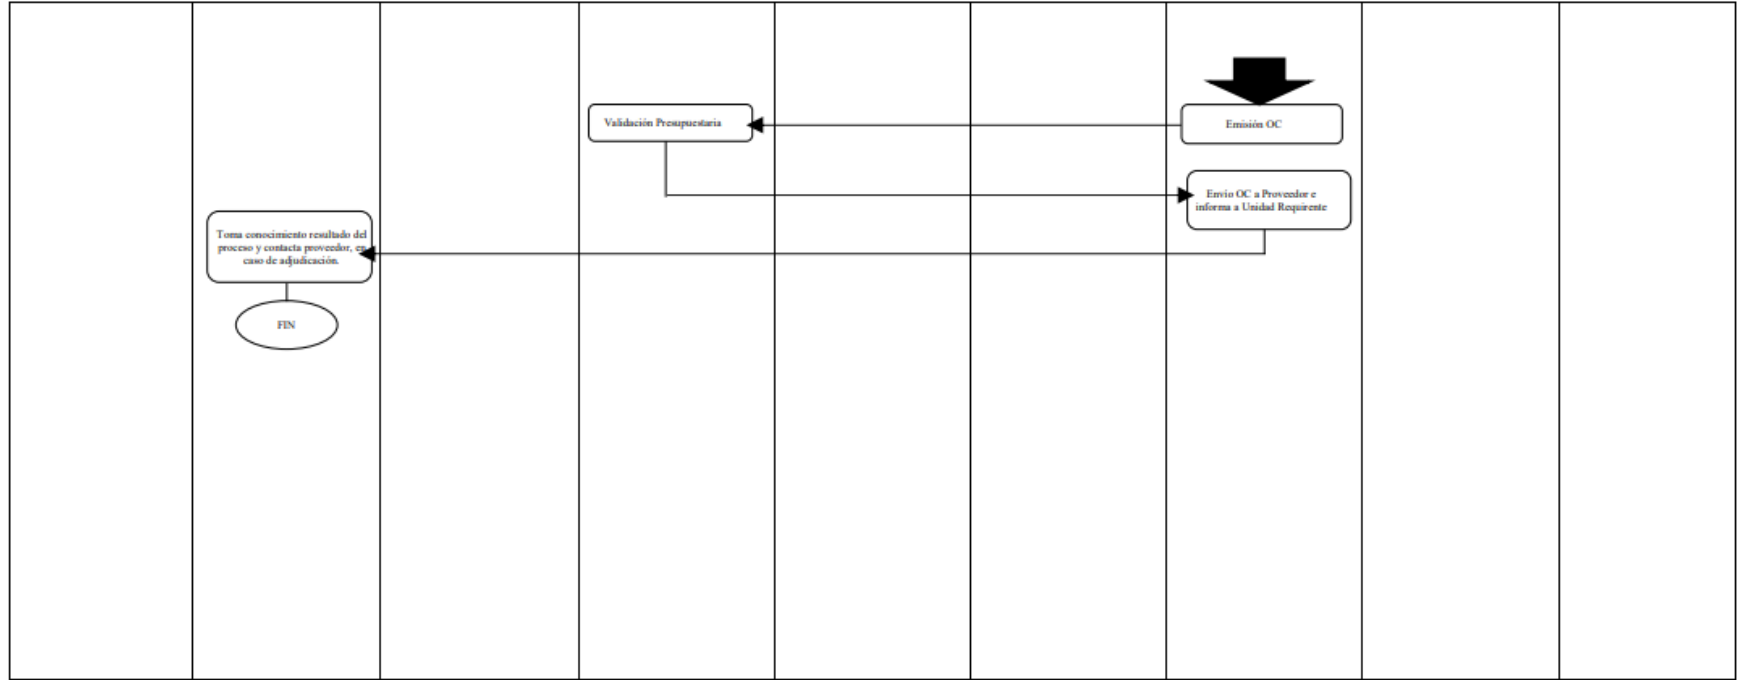 Validación Presupuestaria
Emisión OC
Envío OC a Proveedor e
informa a Unidad Requirente
Toma conocimiento resultado del
proceso y contacta proveedor, en
caso de adjudicación.
FIN